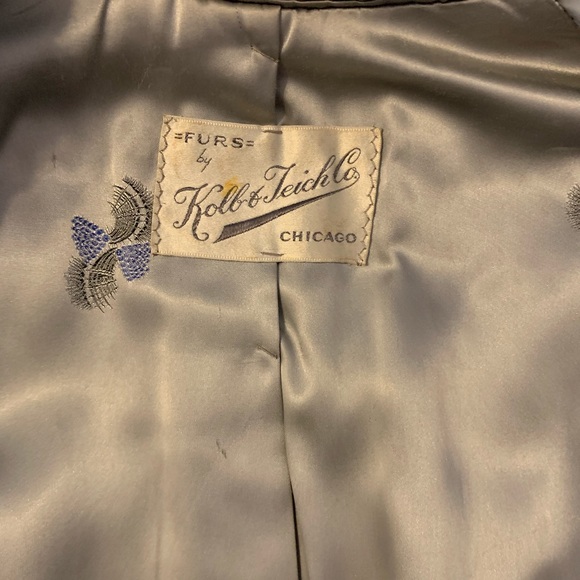 =FURS=
by
Kolb & Teich Co.
CHICAGO